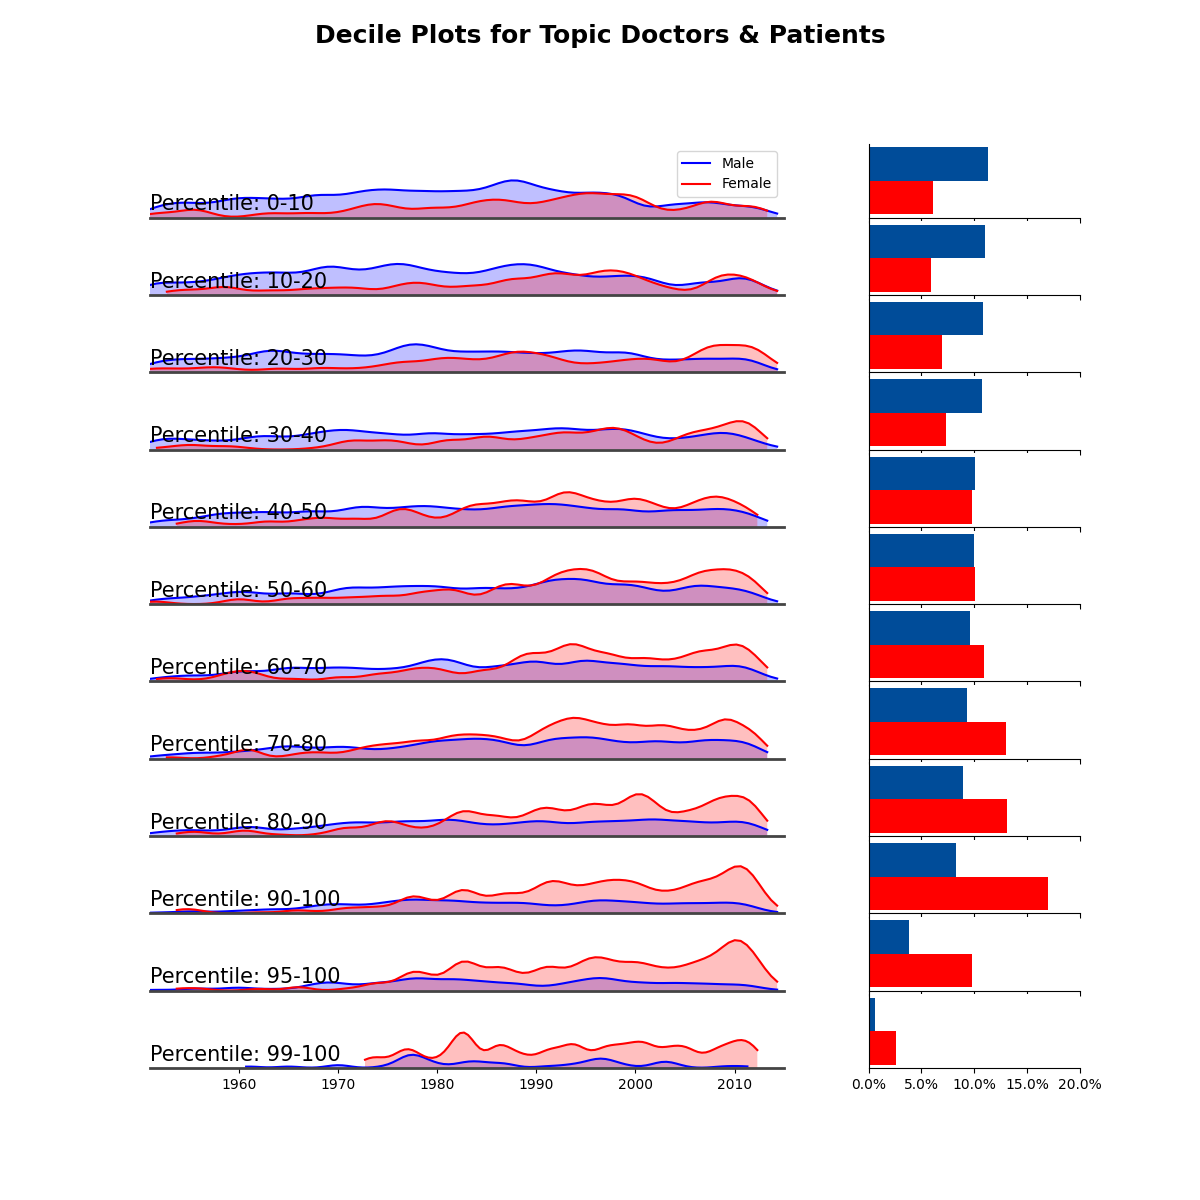 Decile Plots for Topic Doctors & Patients
Male
Female
Percentile: 0-10
Percentile: 10-20
Percentile: 20-30
Percentile: 30-40
Percentile: 40-50
Percentile: 50-60
Percentile: 60-70
Percentile: 70-80
Percentile: 80-90
Percentile: 90-100
Percentile: 95-100
Percentile: 99-100
1960 1970 1980 1990 2000 2010
0.0% 5.0% 10.0% 15.0% 20.0%